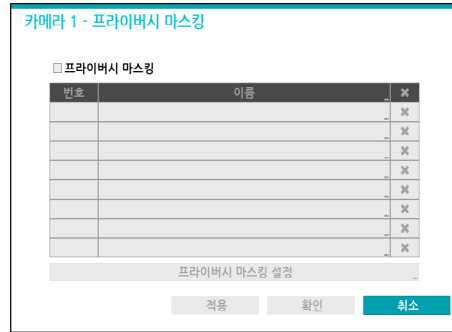 카메라 1 - 프라이버시 마스킹
프라이버시 마스킹
번호 이름
프라이버시 마스킹 설정
적용 확인 취소